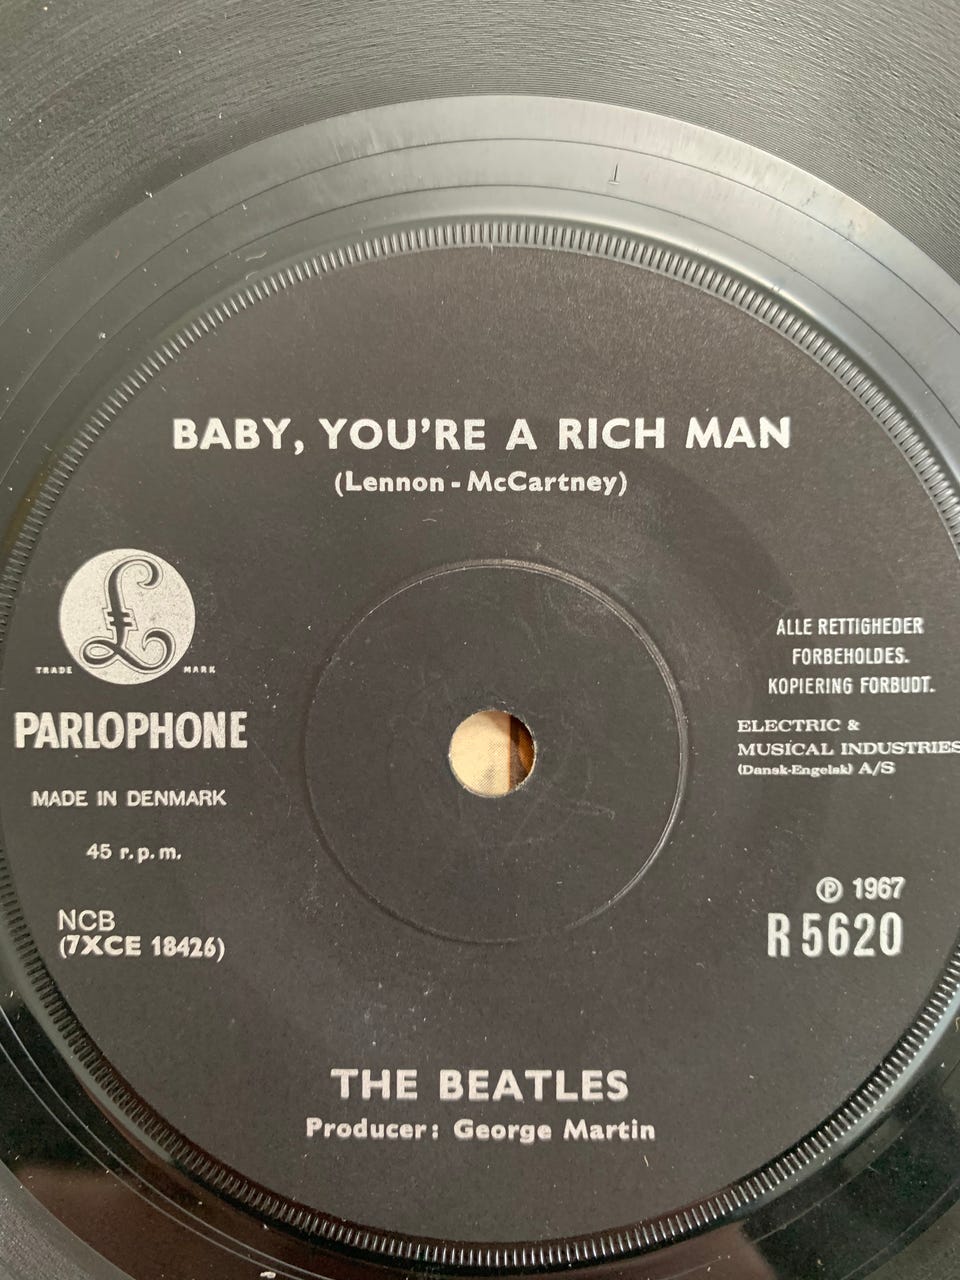 BABY, YOU'RE A RICH MAN
(Lennon - McCartney)
£
TRADE MARK
PARLOPHONE
MADE IN DENMARK
45 r.p.m.
NCB
(7XCE 18426)
ALLE RETTIGHEDER
FORBEHOLDES.
KOPIERING FORBUDT.
ELECTRIC &
MUSICAL INDUSTRIES
(Dansk-Engelsk) A/S
Ⓟ 1967
R 5620
THE BEATLES
Producer: George Martin